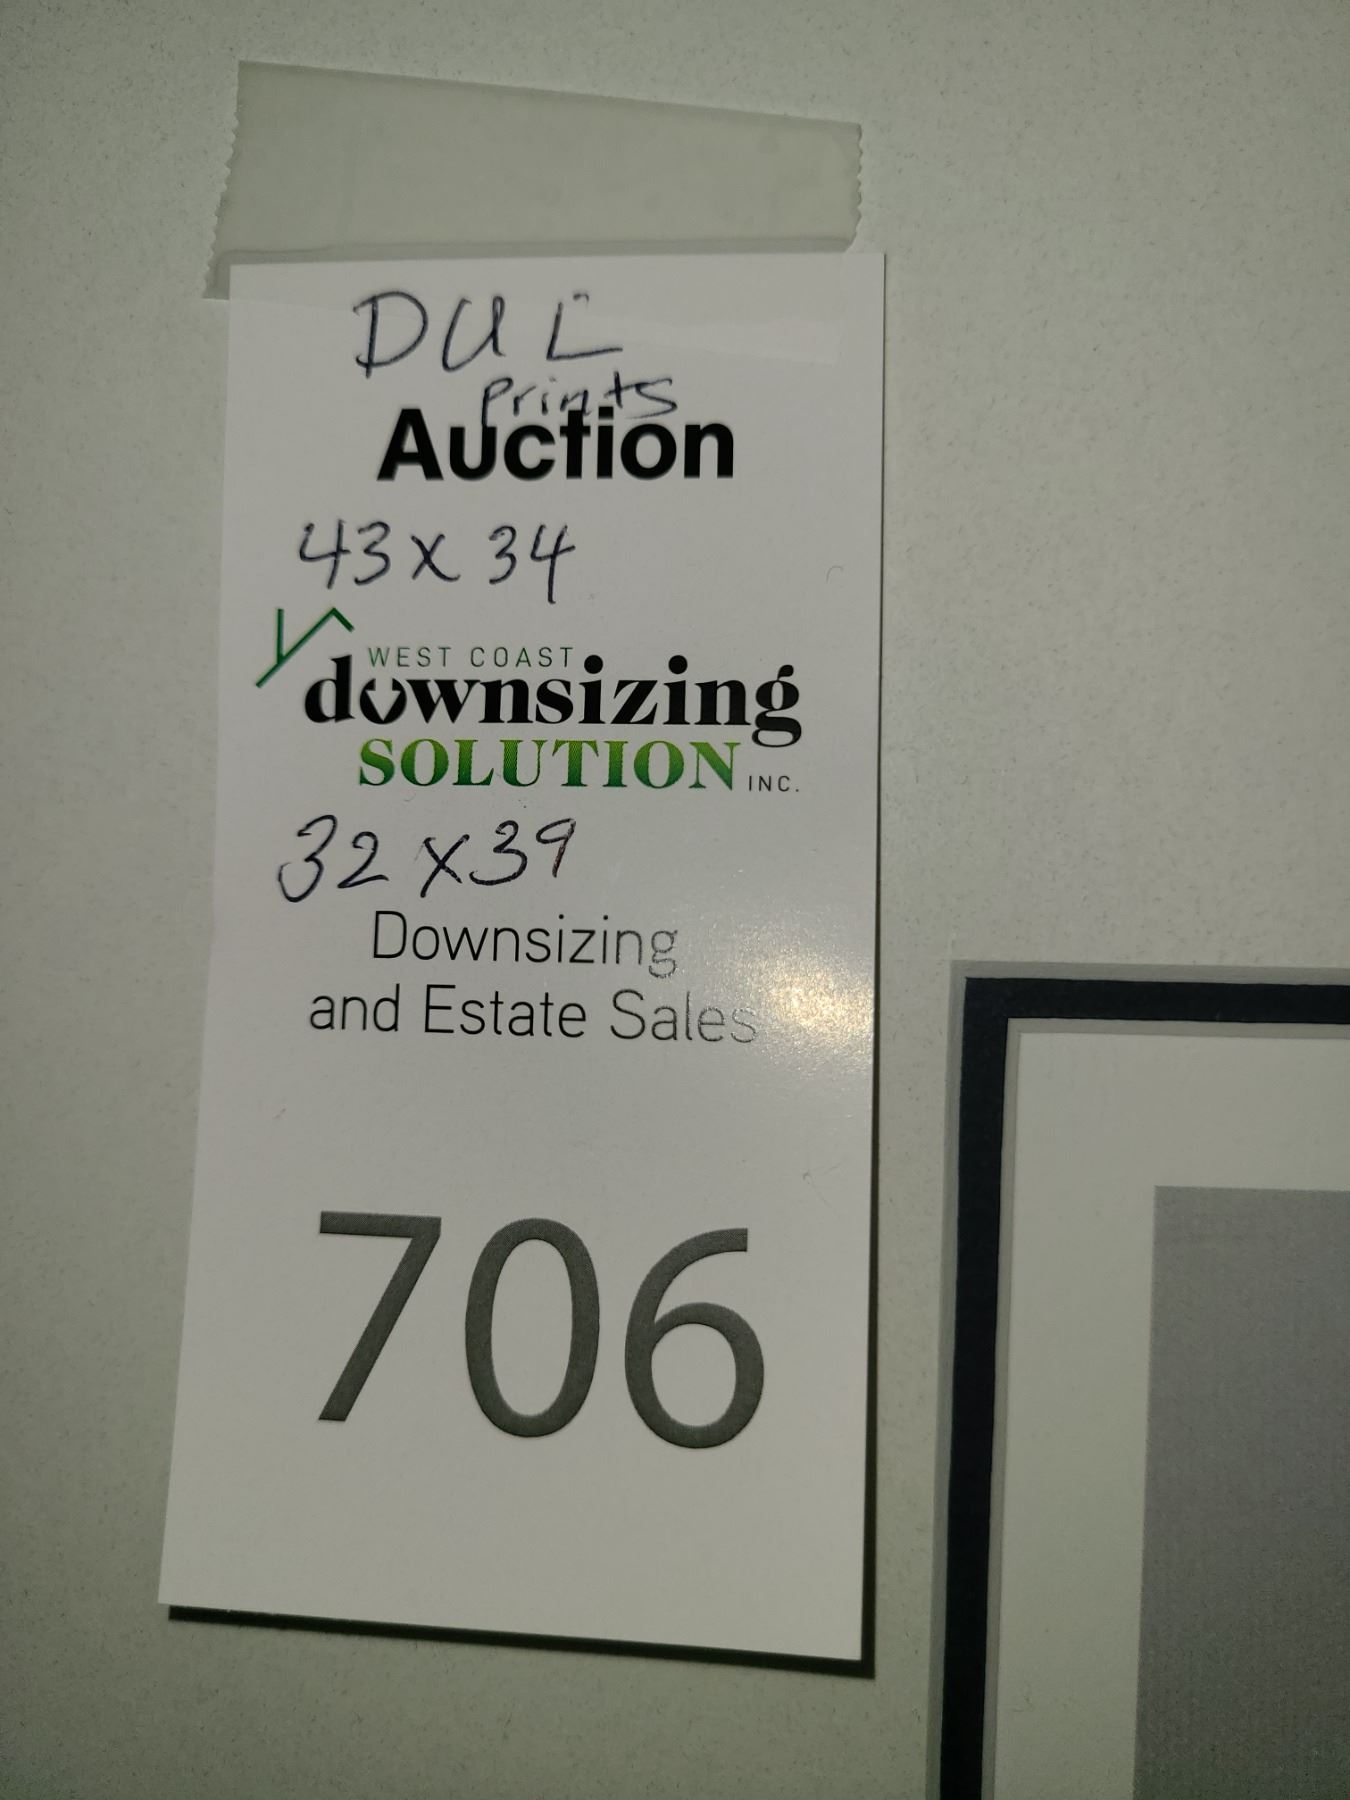 DUL
prints
Auction
43 x 34
WEST COAST
downsizing
SOLUTION INC.
32 x 39
Downsizing
and Estate Sales
706